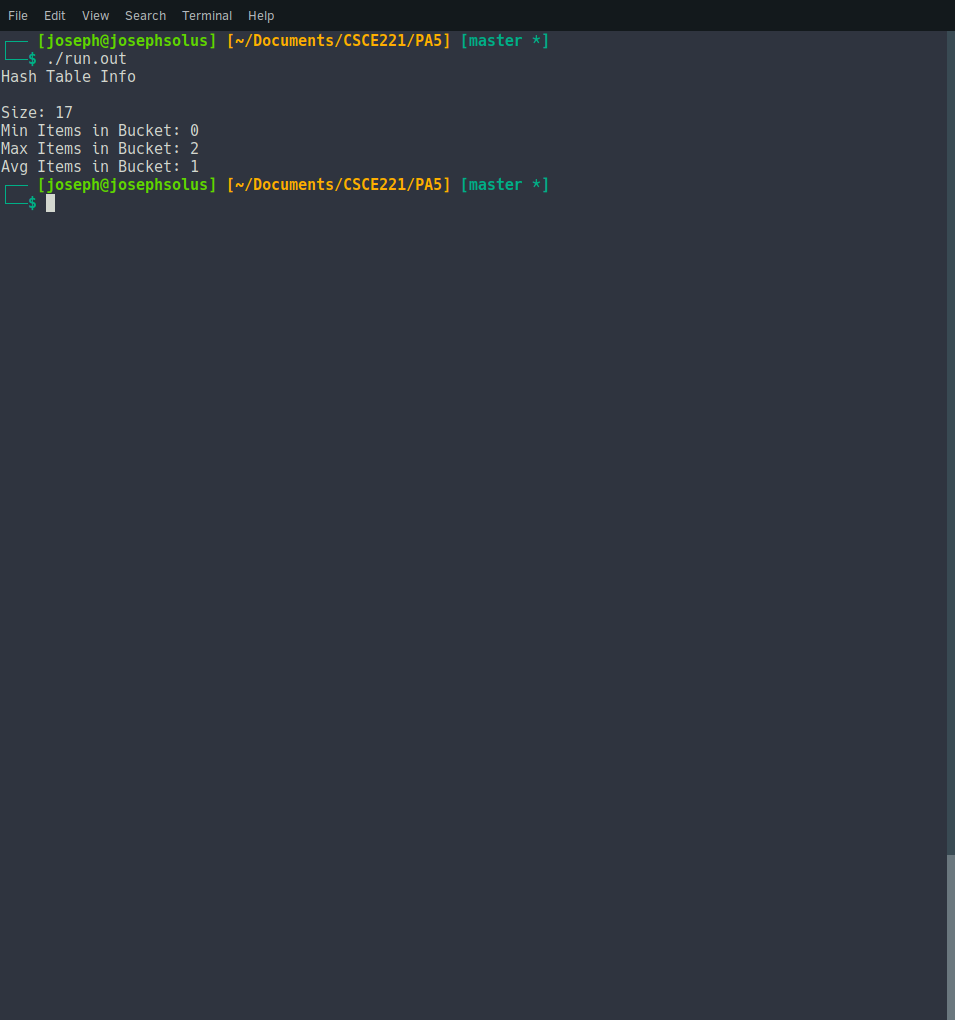 File Edit View Search Terminal Help
[joseph@josephsolus] [~/Documents/CSCE221/PA5] [master *]
$ ./run.out
Hash Table Info
Size: 17
Min Items in Bucket: 0
Max Items in Bucket: 2
Avg Items in Bucket: 1
[joseph@josephsolus] [~/Documents/CSCE221/PA5] [master *]
$